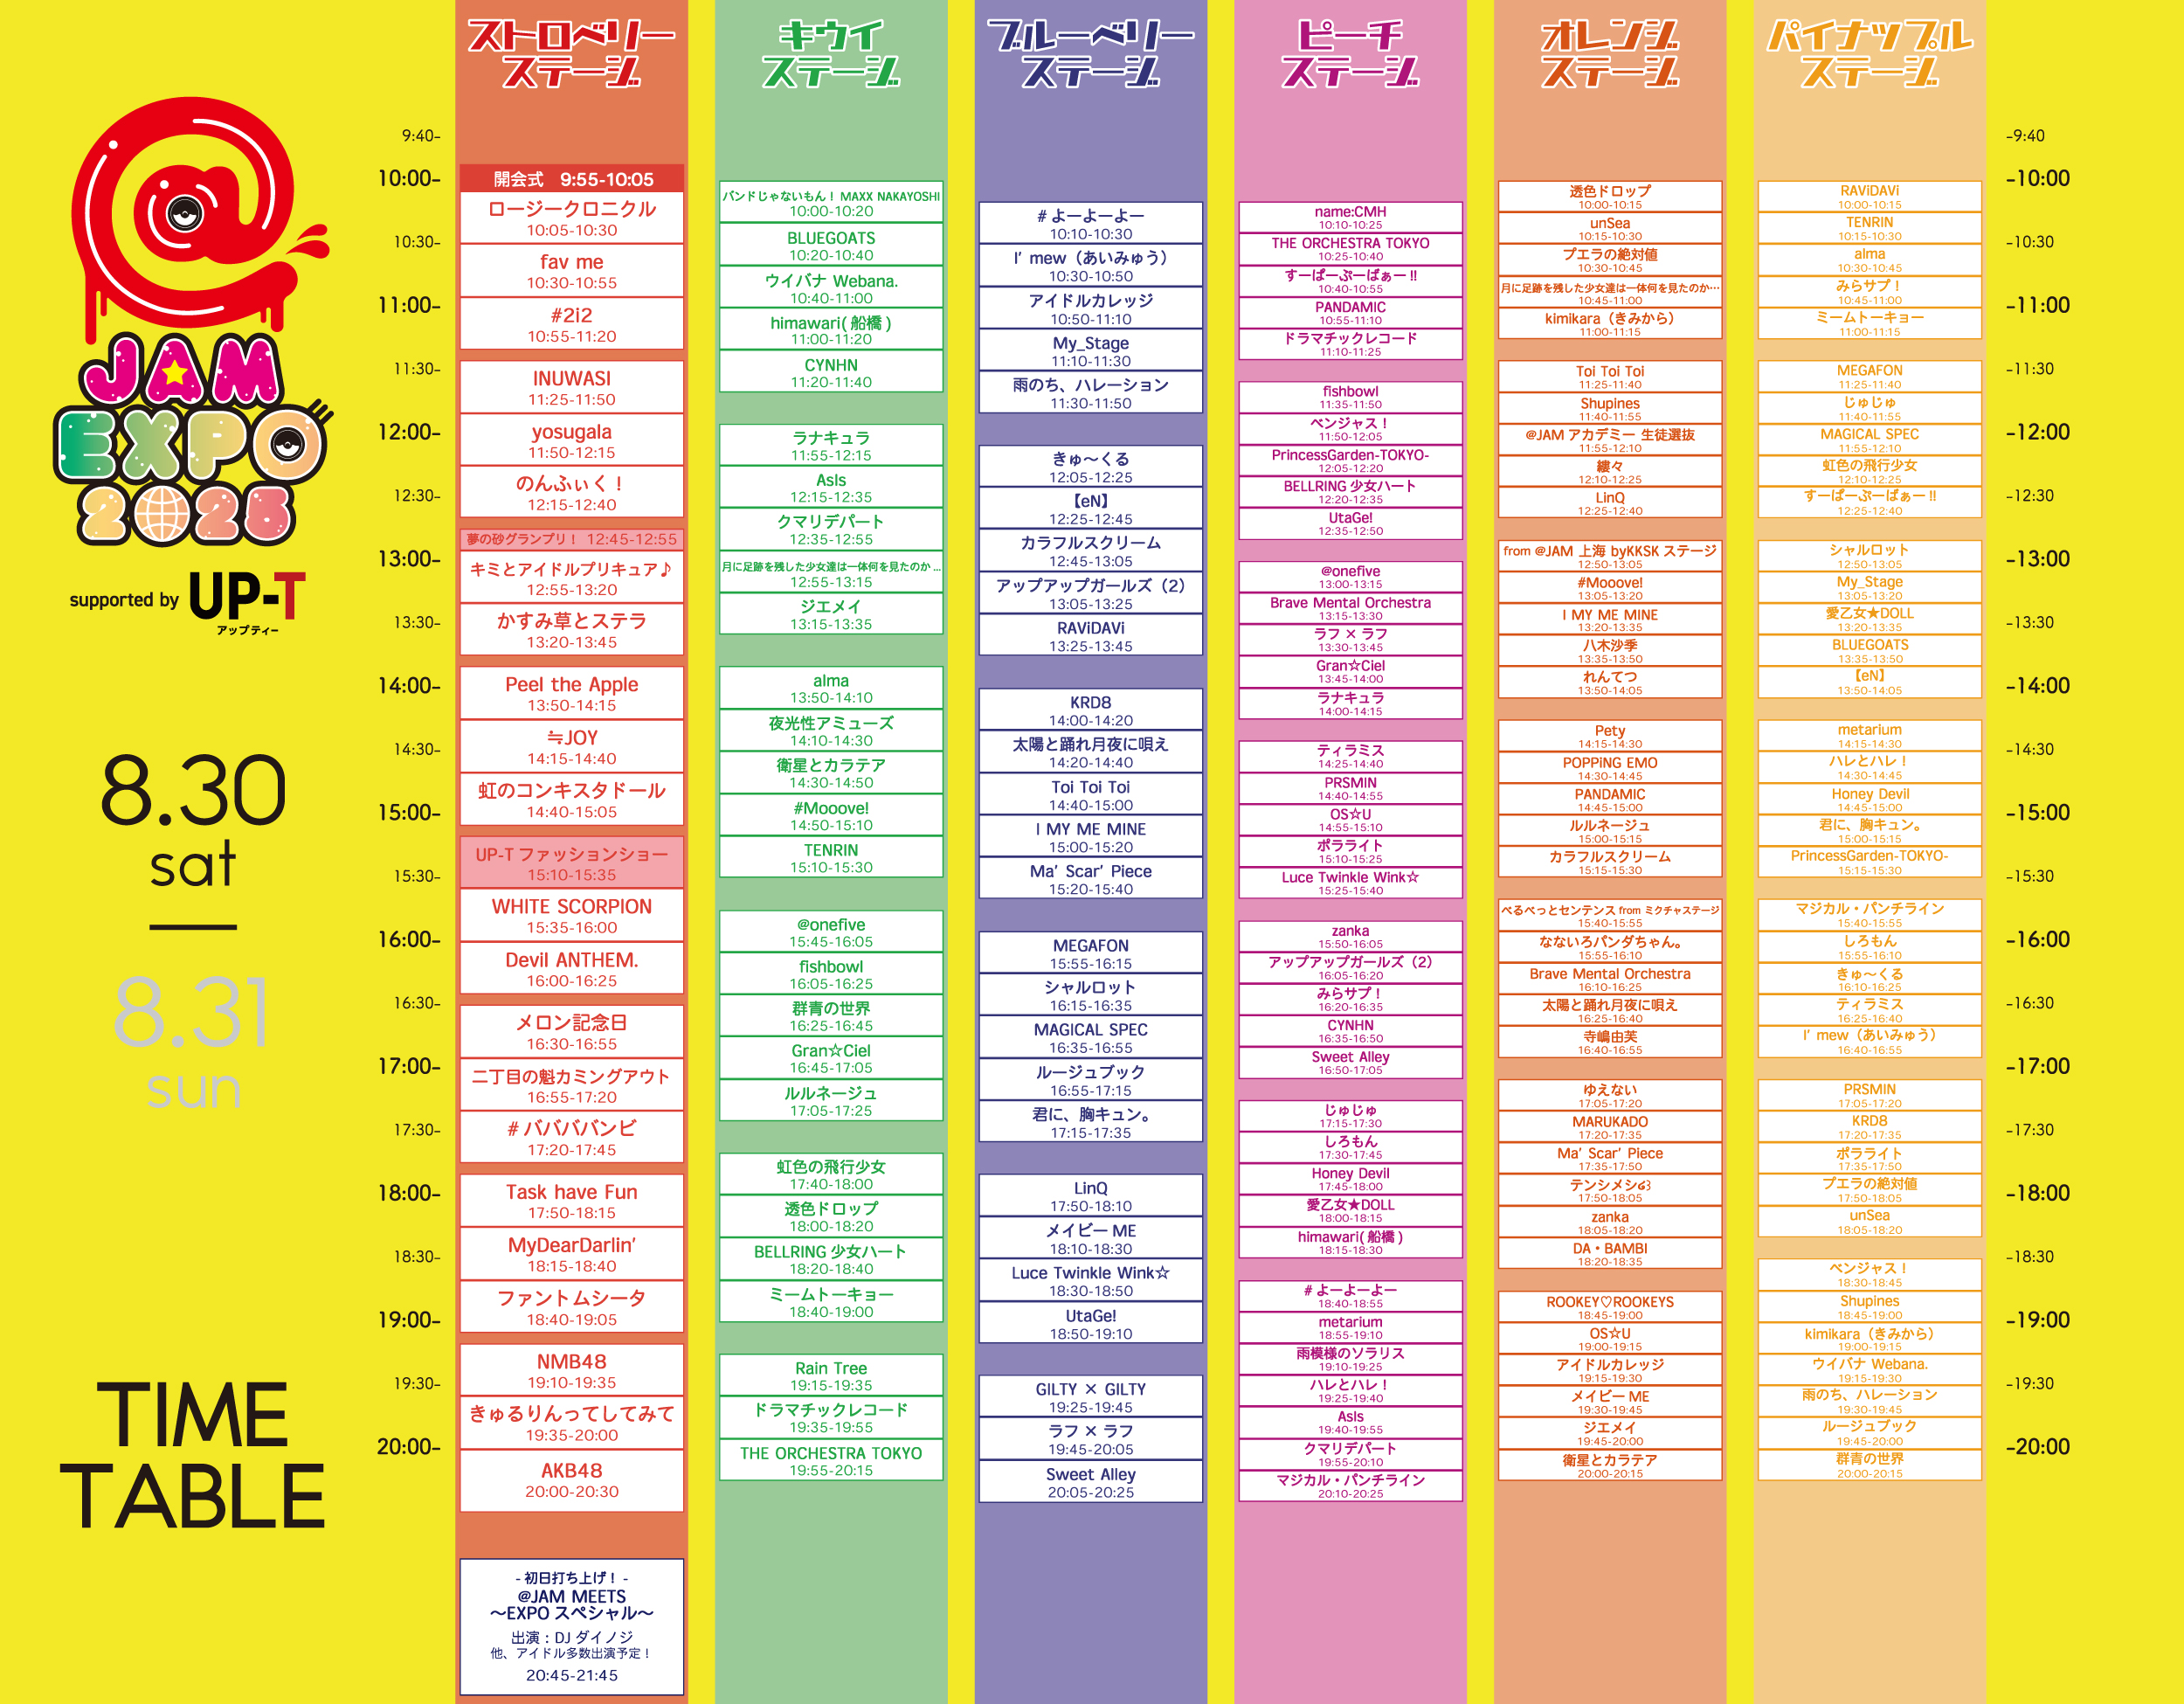 JAM
EXPO
2025
supported by UP-T
アップティー
8.30
sat
8.31
sun
TIME
TABLE
9:40-
10:00-
10:30-
11:00-
11:30-
12:00-
12:30-
13:00-
13:30-
14:00-
14:30-
15:00-
15:30-
16:00-
16:30-
17:00-
17:30-
18:00-
18:30-
19:00-
19:30-
20:00-
ストロベリー
ステージ
開会式 9:55-10:05
ロージークロニクル
10:05-10:30
fav me
10:30-10:55
#2i2
10:55-11:20
INUWASI
11:25-11:50
yosugala
11:50-12:15
のんふぃく!
12:15-12:40
夢の砂グランプリ! 12:45-12:55
キミとアイドルプリキュア♪
12:55-13:20
かすみ草とステラ
13:20-13:45
Peel the Apple
13:50-14:15
≒JOY
14:15-14:40
虹のコンキスタドール
14:40-15:05
UP-T ファッションショー
15:10-15:35
WHITE SCORPION
15:35-16:00
Devil ANTHEM.
16:00-16:25
メロン記念日
16:30-16:55
二丁目の魁カミングアウト
16:55-17:20
#ババババンビ
17:20-17:45
Task have Fun
17:50-18:15
MyDearDarlin'
18:15-18:40
ファントムシータ
18:40-19:05
NMB48
19:10-19:35
きゅるりんってしてみて
19:35-20:00
AKB48
20:00-20:30
- 初日打ち上げ! -
@JAM MEETS
〜EXPO スペシャル〜
出演:DJ ダイノジ
他、アイドル多数出演予定!
20:45-21:45
キウイ
ステージ
バンドじゃないもん! MAXX NAKAYOSHI
10:00-10:20
BLUEGOATS
10:20-10:40
ウイバナ Webana.
10:40-11:00
himawari(船橋)
11:00-11:20
CYNHN
11:20-11:40
ラナキュラ
11:55-12:15
AsIs
12:15-12:35
クマリデパート
12:35-12:55
月に足跡を残した少女達は一体何を見たのか...
12:55-13:15
ジエメイ
13:15-13:35
alma
13:50-14:10
夜光性アミューズ
14:10-14:30
衛星とカラテア
14:30-14:50
#Mooove!
14:50-15:10
TENRIN
15:10-15:30
@onefive
15:45-16:05
fishbowl
16:05-16:25
群青の世界
16:25-16:45
Gran☆Ciel
16:45-17:05
ルルネージュ
17:05-17:25
虹色の飛行少女
17:40-18:00
透色ドロップ
18:00-18:20
BELLRING 少女ハート
18:20-18:40
ミームトーキョー
18:40-19:00
Rain Tree
19:15-19:35
ドラマチックレコード
19:35-19:55
THE ORCHESTRA TOKYO
19:55-20:15
ブルーベリー
ステージ
#よーよーよー
10:10-10:30
I' mew(あいみゅう)
10:30-10:50
アイドルカレッジ
10:50-11:10
My_Stage
11:10-11:30
雨のち、ハレーション
11:30-11:50
きゅ〜くる
12:05-12:25
【eN】
12:25-12:45
カラフルスクリーム
12:45-13:05
アップアップガールズ(2)
13:05-13:25
RAViDAVi
13:25-13:45
KRD8
14:00-14:20
太陽と踊れ月夜に唄え
14:20-14:40
Toi Toi Toi
14:40-15:00
I MY ME MINE
15:00-15:20
Ma' Scar' Piece
15:20-15:40
MEGAFON
15:55-16:15
シャルロット
16:15-16:35
MAGICAL SPEC
16:35-16:55
ルージュブック
16:55-17:15
君に、胸キュン。
17:15-17:35
LinQ
17:50-18:10
メイビーME
18:10-18:30
Luce Twinkle Wink☆
18:30-18:50
UtaGe!
18:50-19:10
GILTY × GILTY
19:25-19:45
ラフ × ラフ
19:45-20:05
Sweet Alley
20:05-20:25
ピーチ
ステージ
name:CMH
10:10-10:25
THE ORCHESTRA TOKYO
10:25-10:40
すーぱーぷーばぁー!!
10:40-10:55
PANDAMIC
10:55-11:10
ドラマチックレコード
11:10-11:25
fishbowl
11:35-11:50
ベンジャス!
11:50-12:05
PrincessGarden-TOKYO-
12:05-12:20
BELLRING 少女ハート
12:20-12:35
UtaGe!
12:35-12:50
@onefive
13:00-13:15
Brave Mental Orchestra
13:15-13:30
ラフ × ラフ
13:30-13:45
Gran☆Ciel
13:45-14:00
ラナキュラ
14:00-14:15
ティラミス
14:25-14:40
PRSMIN
14:40-14:55
OS☆U
14:55-15:10
ポラライト
15:10-15:25
Luce Twinkle Wink☆
15:25-15:40
zanka
15:50-16:05
アップアップガールズ(2)
16:05-16:20
みらサプ!
16:20-16:35
CYNHN
16:35-16:50
Sweet Alley
16:50-17:05
じゅじゅ
17:15-17:30
しろもん
17:30-17:45
Honey Devil
17:45-18:00
愛乙女★DOLL
18:00-18:15
himawari(船橋)
18:15-18:30
#よーよーよー
18:40-18:55
metarium
18:55-19:10
雨模様のソラリス
19:10-19:25
ハレとハレ!
19:25-19:40
AsIs
19:40-19:55
クマリデパート
19:55-20:10
マジカル・パンチライン
20:10-20:25
オレンジ
ステージ
透色ドロップ
10:00-10:15
unSea
10:15-10:30
プエラの絶対値
10:30-10:45
月に足跡を残した少女達は一体何を見たのか…
10:45-11:00
kimikara(きみから)
11:00-11:15
Toi Toi Toi
11:25-11:40
Shupines
11:40-11:55
@JAM アカデミー 生徒選抜
11:55-12:10
纓々
12:10-12:25
LinQ
12:25-12:40
from @JAM 上海 byKKSK ステージ
12:50-13:05
#Mooove!
13:05-13:20
I MY ME MINE
13:20-13:35
八木沙季
13:35-13:50
れんてつ
13:50-14:05
Pety
14:15-14:30
POPPiNG EMO
14:30-14:45
PANDAMIC
14:45-15:00
ルルネージュ
15:00-15:15
カラフルスクリーム
15:15-15:30
べるべっとセンテンス from ミクチャステージ
15:40-15:55
なないろパンダちゃん。
15:55-16:10
Brave Mental Orchestra
16:10-16:25
太陽と踊れ月夜に唄え
16:25-16:40
寺嶋由芙
16:40-16:55
ゆえない
17:05-17:20
MARUKADO
17:20-17:35
Ma' Scar' Piece
17:35-17:50
テンシメシ໒꒱
17:50-18:05
zanka
18:05-18:20
DA・BAMBI
18:20-18:35
ROOKEY♡ROOKEYS
18:45-19:00
OS☆U
19:00-19:15
アイドルカレッジ
19:15-19:30
メイビーME
19:30-19:45
ジエメイ
19:45-20:00
衛星とカラテア
20:00-20:15
パイナップル
ステージ
RAViDAVi
10:00-10:15
TENRIN
10:15-10:30
alma
10:30-10:45
みらサプ!
10:45-11:00
ミームトーキョー
11:00-11:15
MEGAFON
11:25-11:40
じゅじゅ
11:40-11:55
MAGICAL SPEC
11:55-12:10
虹色の飛行少女
12:10-12:25
すーぱーぷーばぁー!!
12:25-12:40
シャルロット
12:50-13:05
My_Stage
13:05-13:20
愛乙女★DOLL
13:20-13:35
BLUEGOATS
13:35-13:50
【eN】
13:50-14:05
metarium
14:15-14:30
ハレとハレ!
14:30-14:45
Honey Devil
14:45-15:00
君に、胸キュン。
15:00-15:15
PrincessGarden-TOKYO-
15:15-15:30
マジカル・パンチライン
15:40-15:55
しろもん
15:55-16:10
きゅ〜くる
16:10-16:25
ティラミス
16:25-16:40
I' mew(あいみゅう)
16:40-16:55
PRSMIN
17:05-17:20
KRD8
17:20-17:35
ポラライト
17:35-17:50
プエラの絶対値
17:50-18:05
unSea
18:05-18:20
ベンジャス!
18:30-18:45
Shupines
18:45-19:00
kimikara(きみから)
19:00-19:15
ウイバナ Webana.
19:15-19:30
雨のち、ハレーション
19:30-19:45
ルージュブック
19:45-20:00
群青の世界
20:00-20:15
-9:40
-10:00
-10:30
-11:00
-11:30
-12:00
-12:30
-13:00
-13:30
-14:00
-14:30
-15:00
-15:30
-16:00
-16:30
-17:00
-17:30
-18:00
-18:30
-19:00
-19:30
-20:00